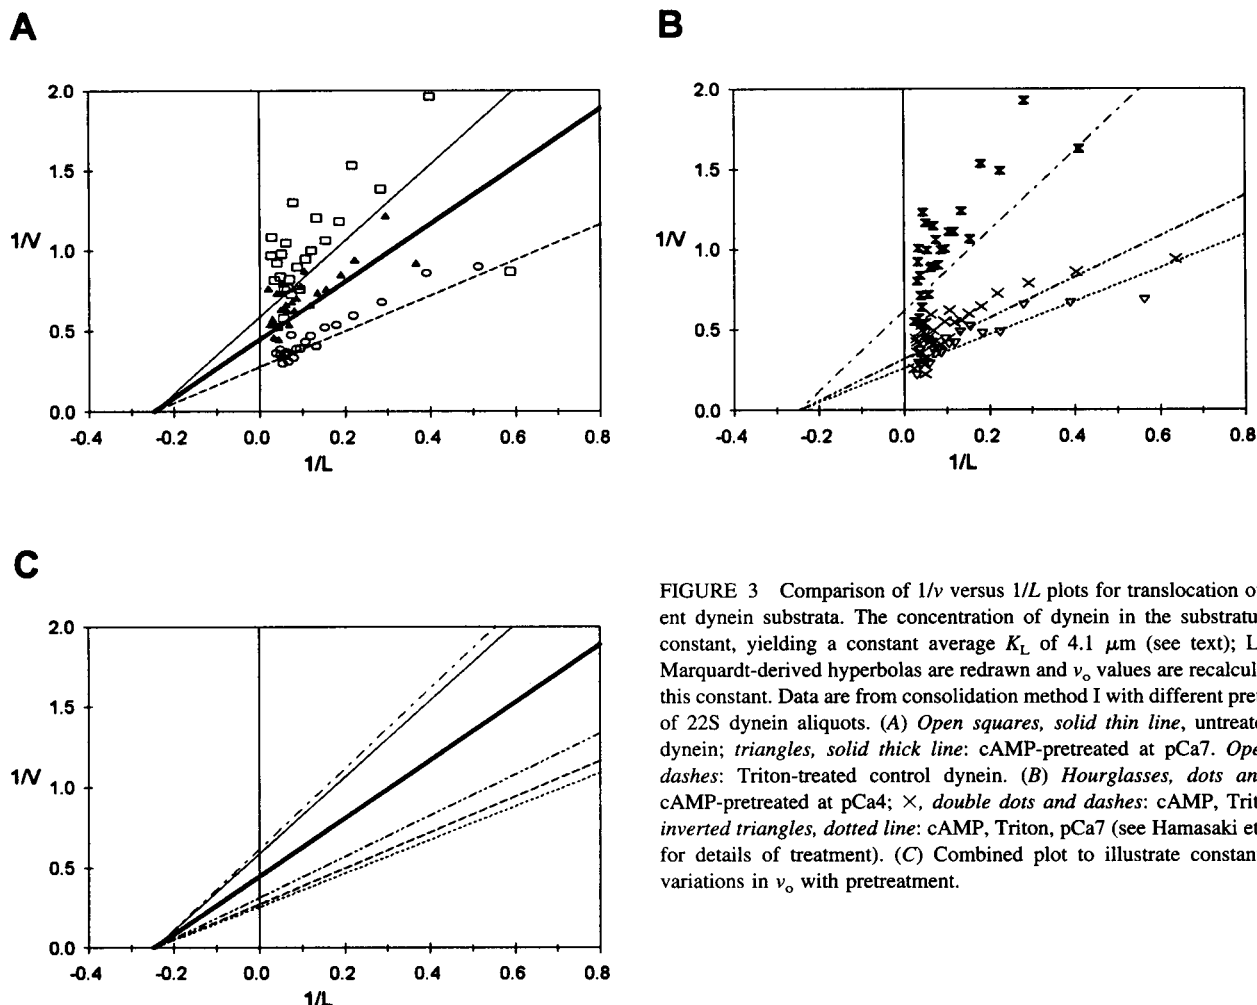 A
2.0
1.5
1.0
1/V
0.5
0.0
-0.4 -0.2 0.0 0.2 0.4 0.6 0.8
1/L
B
2.0
1.5
1.0
1/V
0.5
0.0
-0.4 -0.2 0.0 0.2 0.4 0.6 0.8
1/L
C
2.0
1.5
1.0
1/V
0.5
0.0
-0.4 -0.2 0.0 0.2 0.4 0.6 0.8
1/L
FIGURE 3 Comparison of 1/v versus 1/L plots for translocation o
ent dynein substrata. The concentration of dynein in the substratu
constant, yielding a constant average K_L of 4.1 μm (see text); L
Marquardt-derived hyperbolas are redrawn and v_o values are recalcul
this constant. Data are from consolidation method I with different pre
of 22S dynein aliquots. (A) Open squares, solid thin line, untreat
dynein; triangles, solid thick line: cAMP-pretreated at pCa7. Ope
dashes: Triton-treated control dynein. (B) Hourglasses, dots an
cAMP-pretreated at pCa4; ×, double dots and dashes: cAMP, Trit
inverted triangles, dotted line: cAMP, Triton, pCa7 (see Hamasaki et
for details of treatment). (C) Combined plot to illustrate constan
variations in v_o with pretreatment.